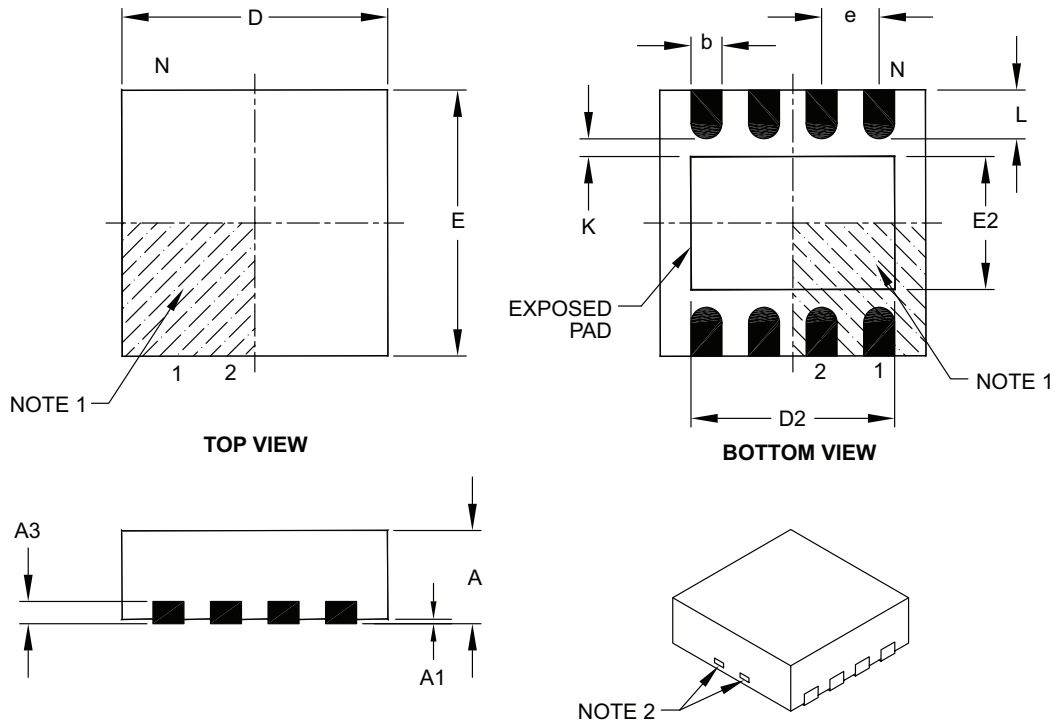 D
N
E
1 2
NOTE 1
TOP VIEW
e
b
N
L
K
E2
EXPOSED
PAD
2 1
NOTE 1
D2
BOTTOM VIEW
A3
A
A1
NOTE 2